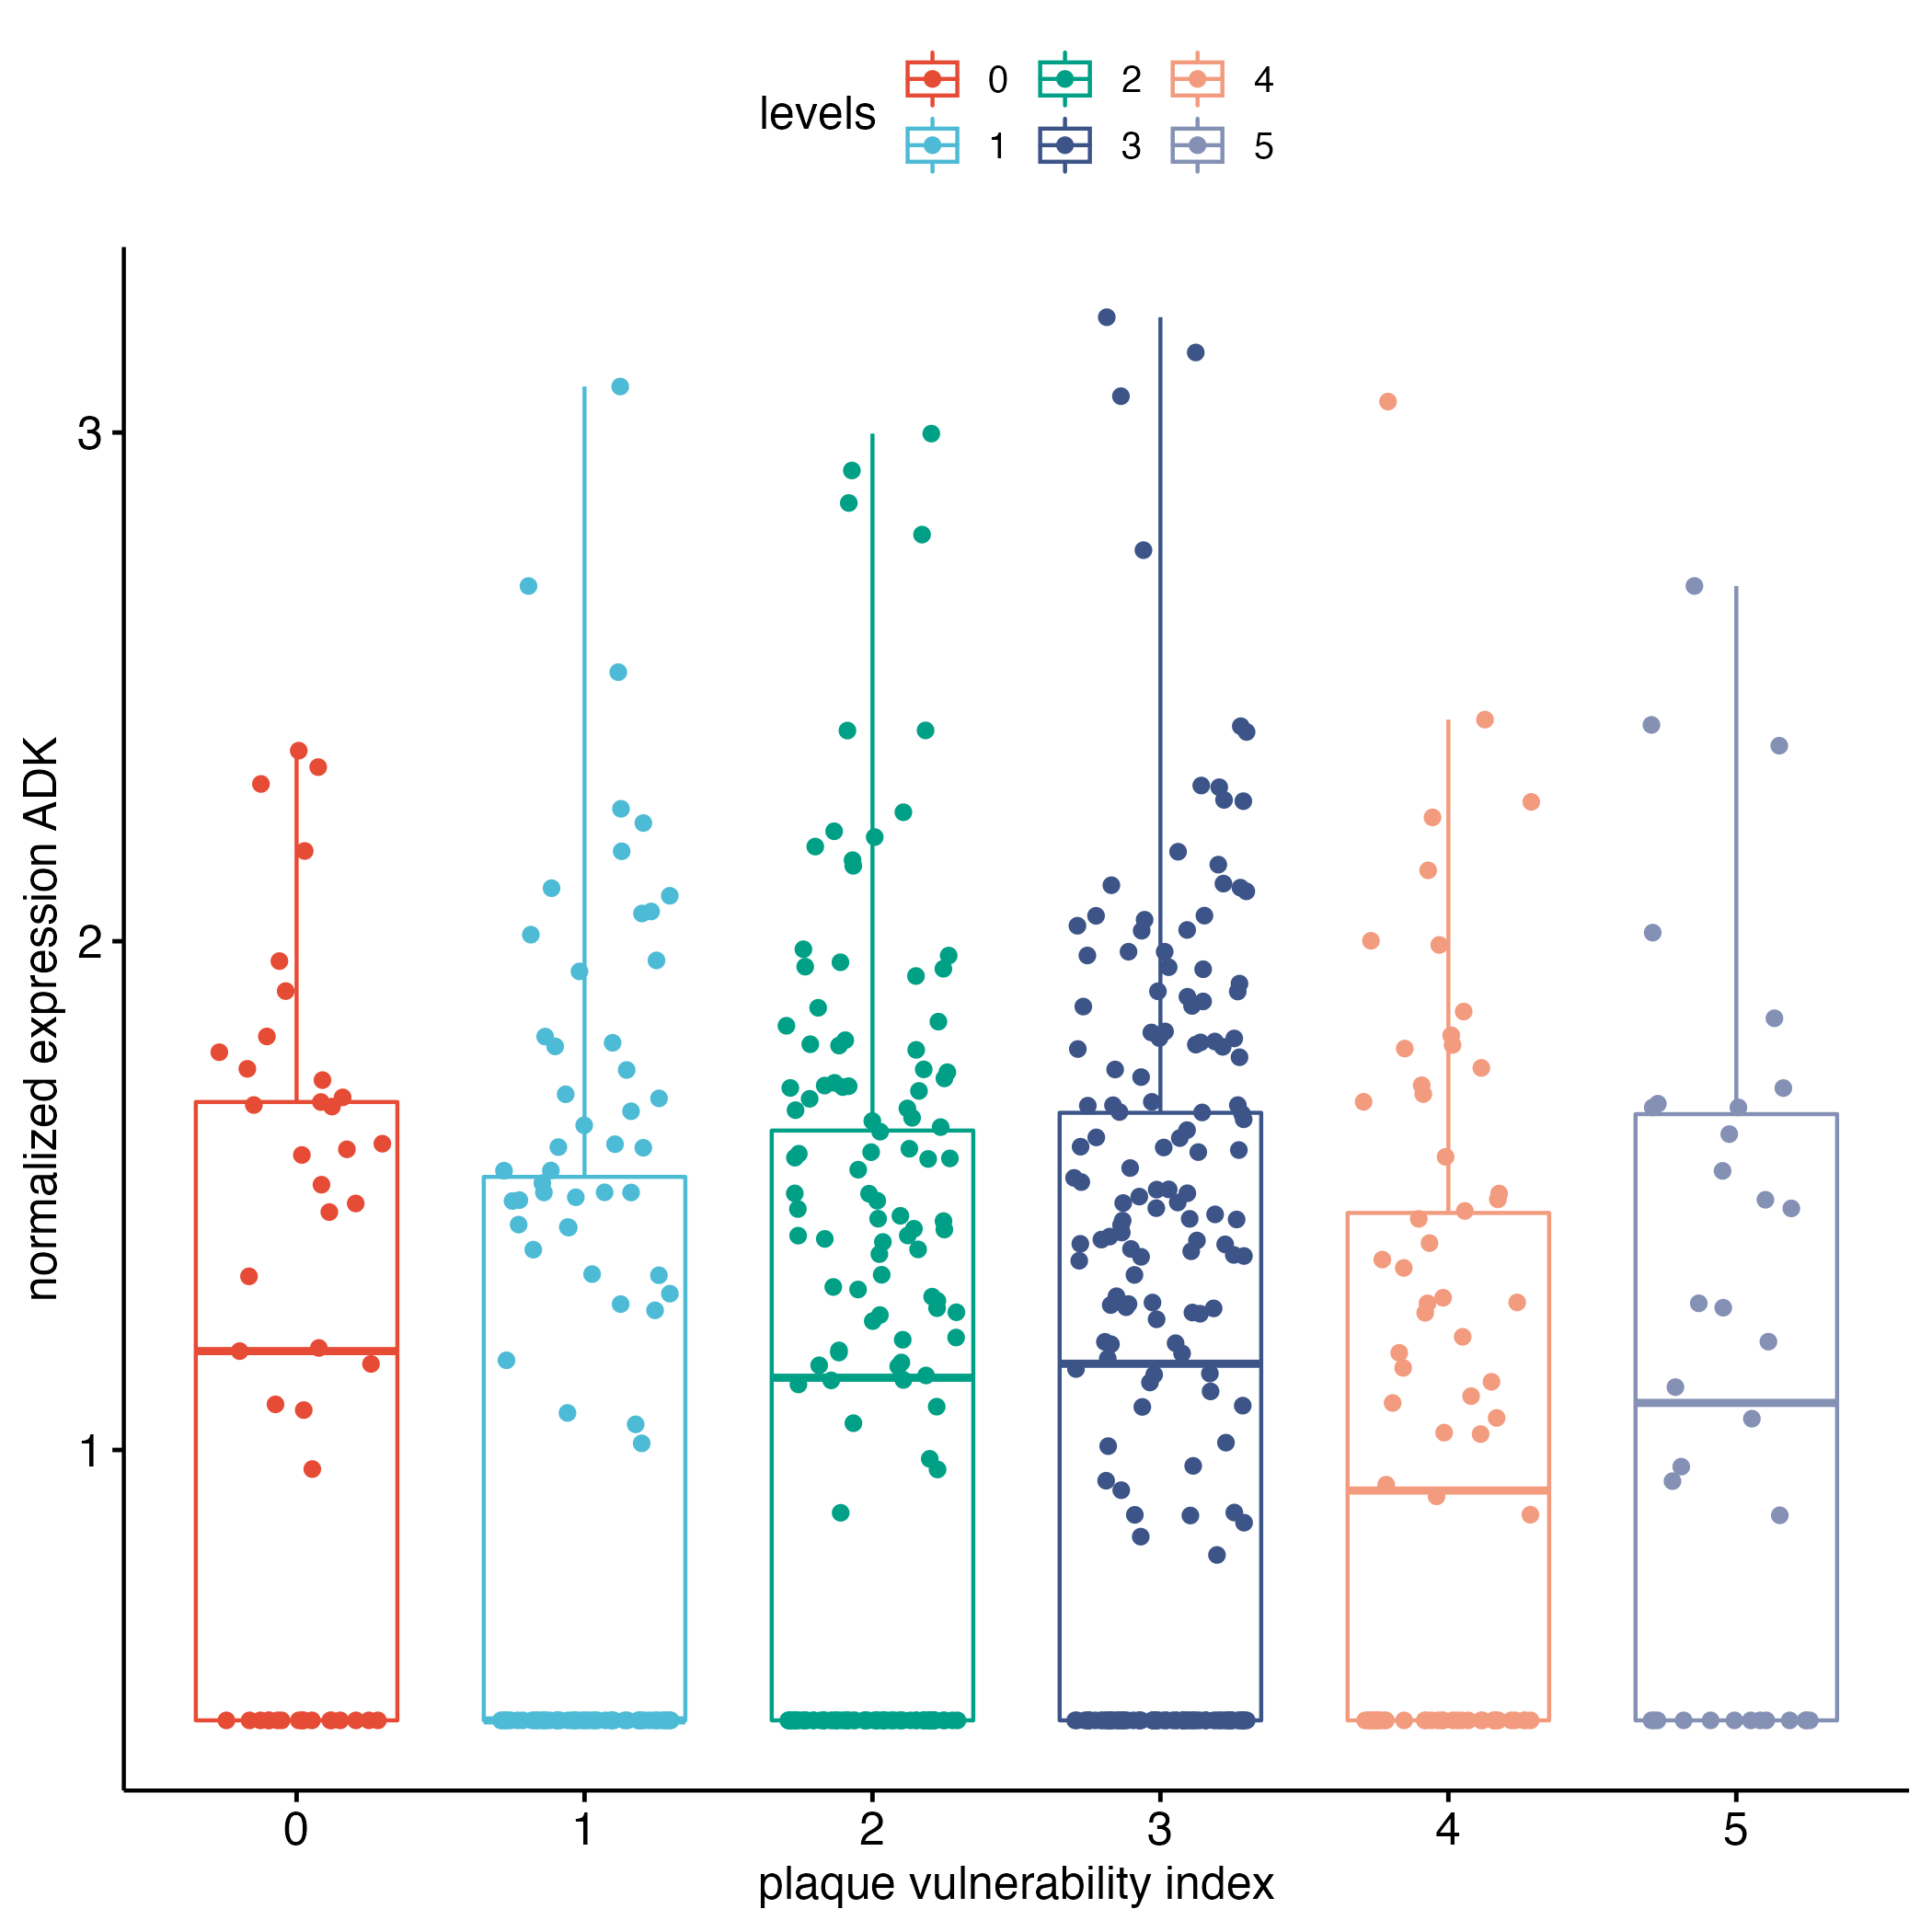 levels
0 2 4
1 3 5
normalized expression ADK
3
2
1
0 1 2 3 4 5
plaque vulnerability index